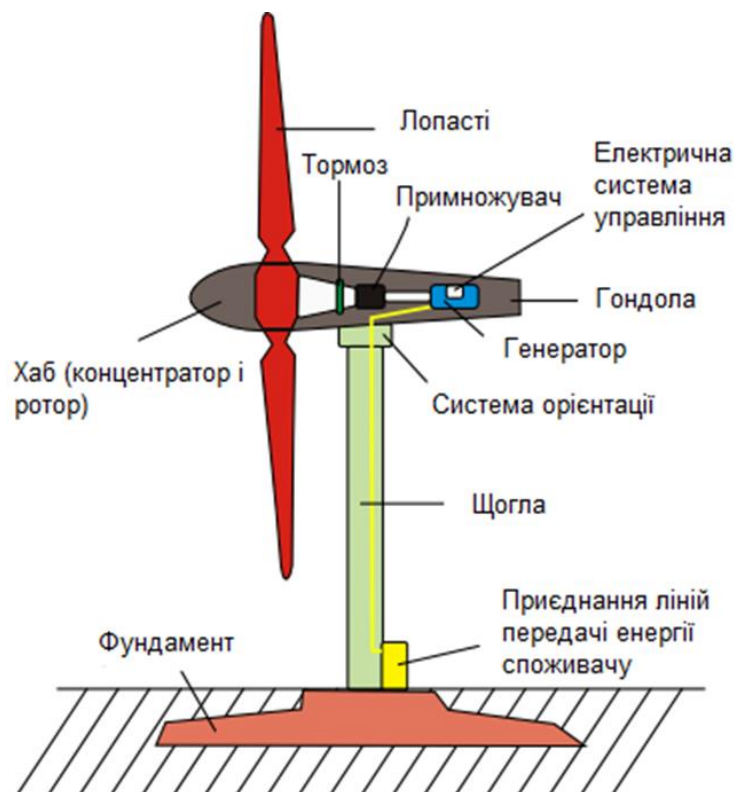 Лопасті
Тормоз
Примножувач
Електрична
система
управління
Гондола
Генератор
Хаб (концентратор і
ротор)
Система орієнтації
Щогла
Приєднання ліній
передачі енергії
споживачу
Фундамент